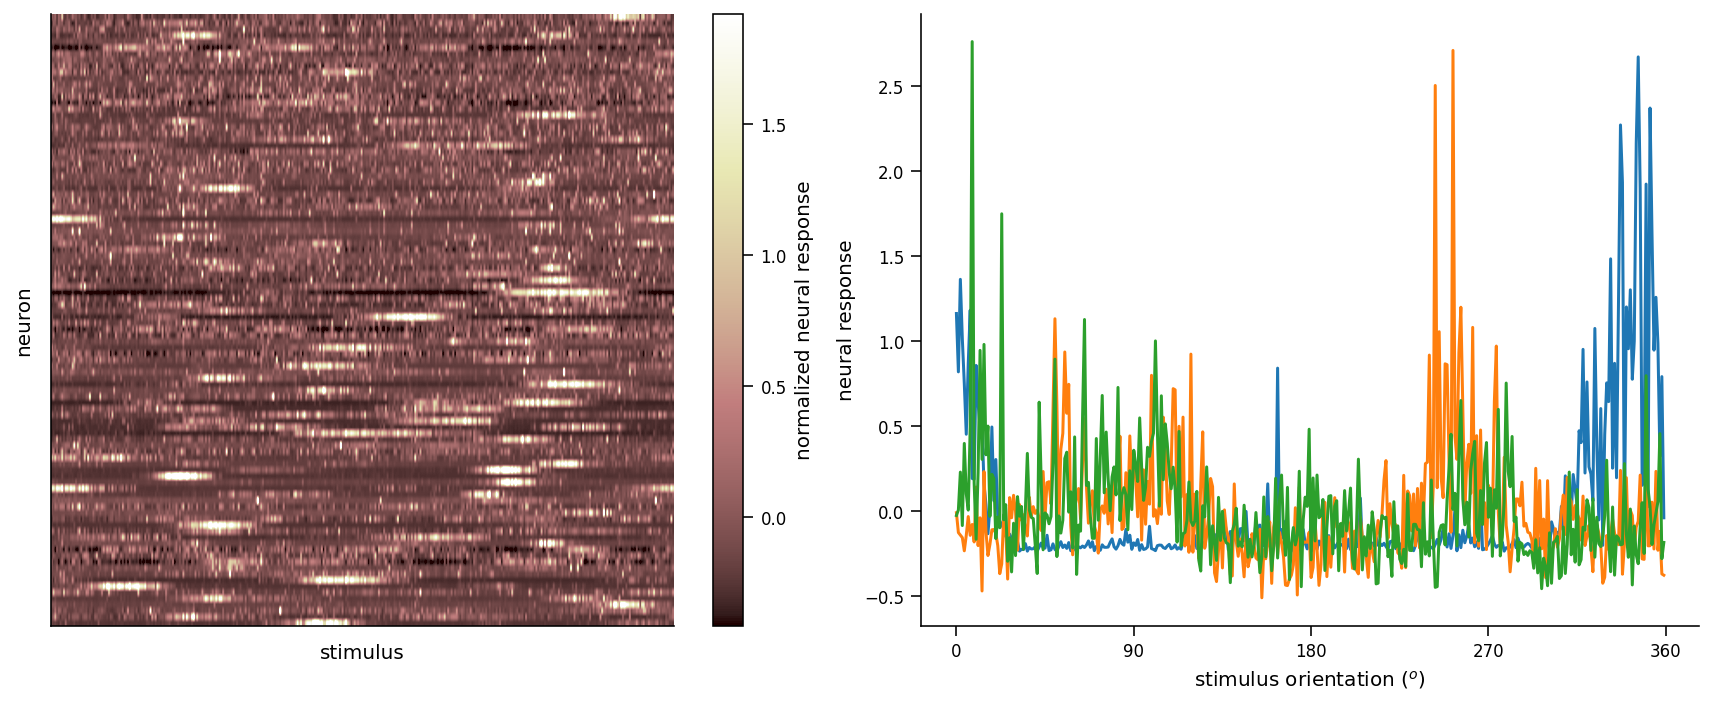 neuron
stimulus
1.5
1.0
0.5
0.0
normalized neural response
neural response
2.5
2.0
1.5
1.0
0.5
0.0
−0.5
0 90 180 270 360
stimulus orientation (°)